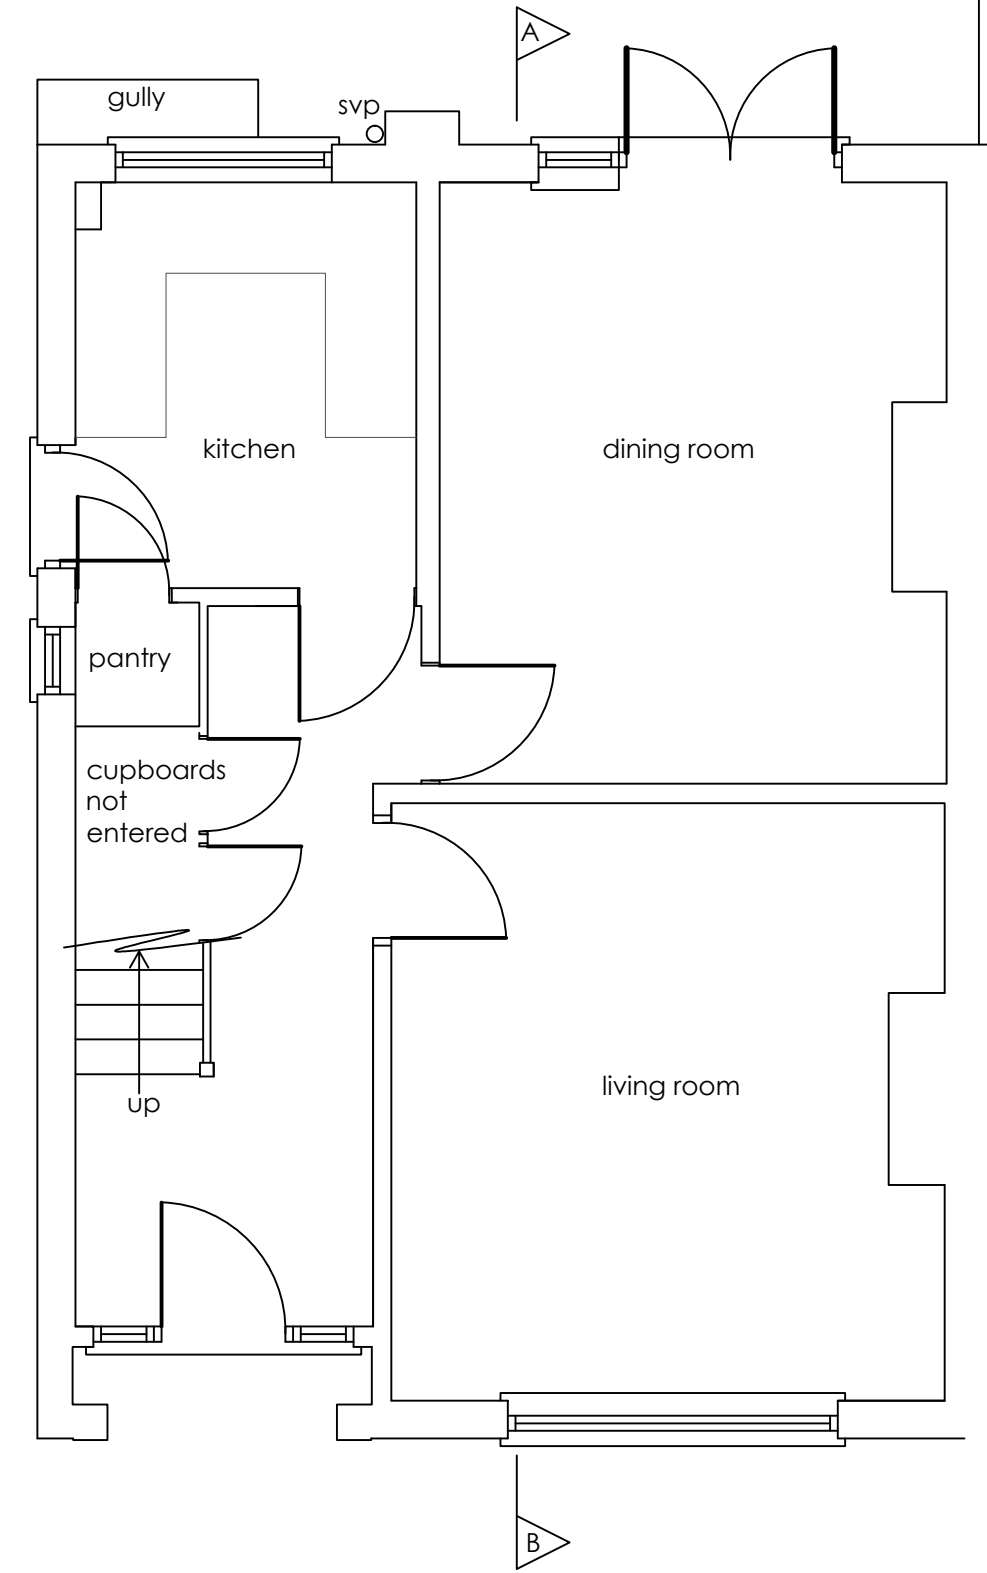 A
gully
svp
kitchen
dining room
pantry
cupboards
not
entered
living room
up
B